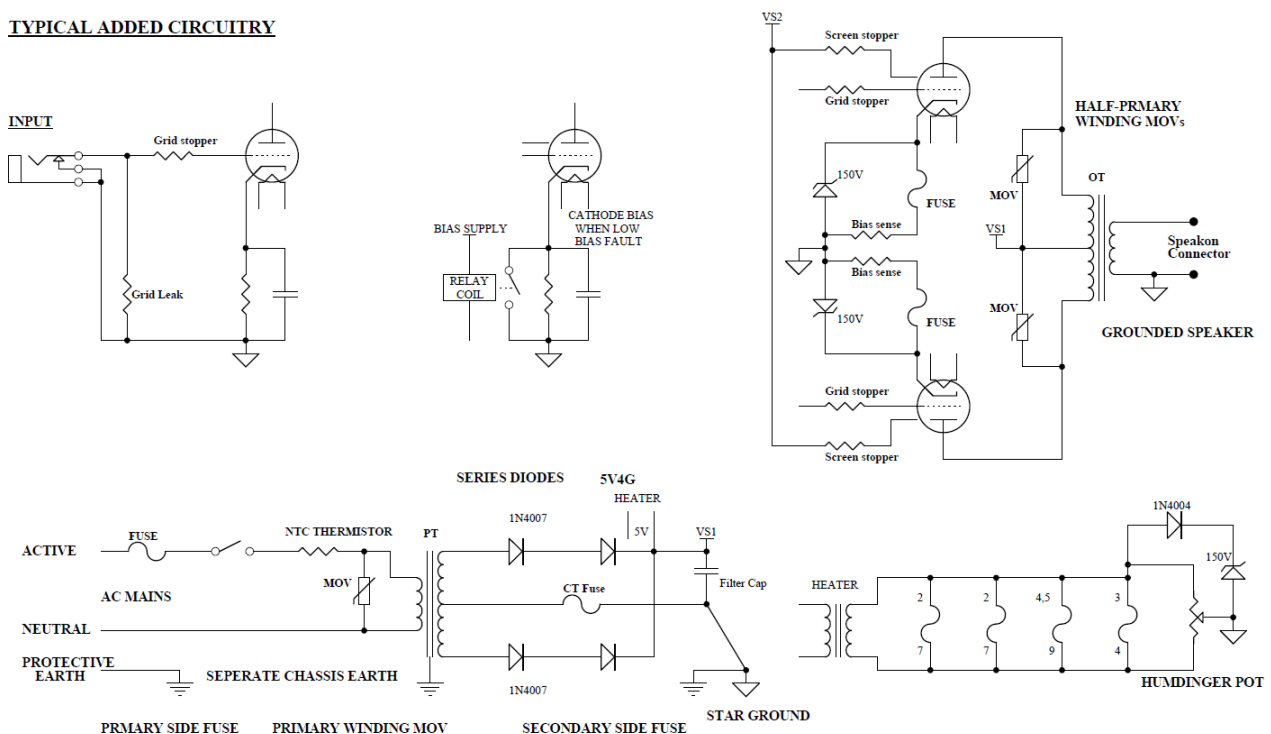 TYPICAL ADDED CIRCUITRY
INPUT
Grid stopper
Grid Leak
BIAS SUPPLY
RELAY
COIL
CATHODE BIAS
WHEN LOW
BIAS FAULT
VS2
Screen stopper
Grid stopper
150V
FUSE
Bias sense
Bias sense
150V
FUSE
Grid stopper
Screen stopper
HALF-PRMARY
WINDING MOVs
MOV
OT
VS1
MOV
Speakon
Connector
GROUNDED SPEAKER
SERIES DIODES
5V4G
HEATER
1N4007
5V
VS1
ACTIVE
FUSE
NTC THERMISTOR
PT
MOV
AC MAINS
CT Fuse
Filter Cap
NEUTRAL
PROTECTIVE
EARTH
SEPERATE CHASSIS EARTH
1N4007
STAR GROUND
PRMARY SIDE FUSE
PRIMARY WINDING MOV
SECONDARY SIDE FUSE
1N4004
150V
HEATER
2
2
4,5
3
7
7
9
4
HUMDINGER POT